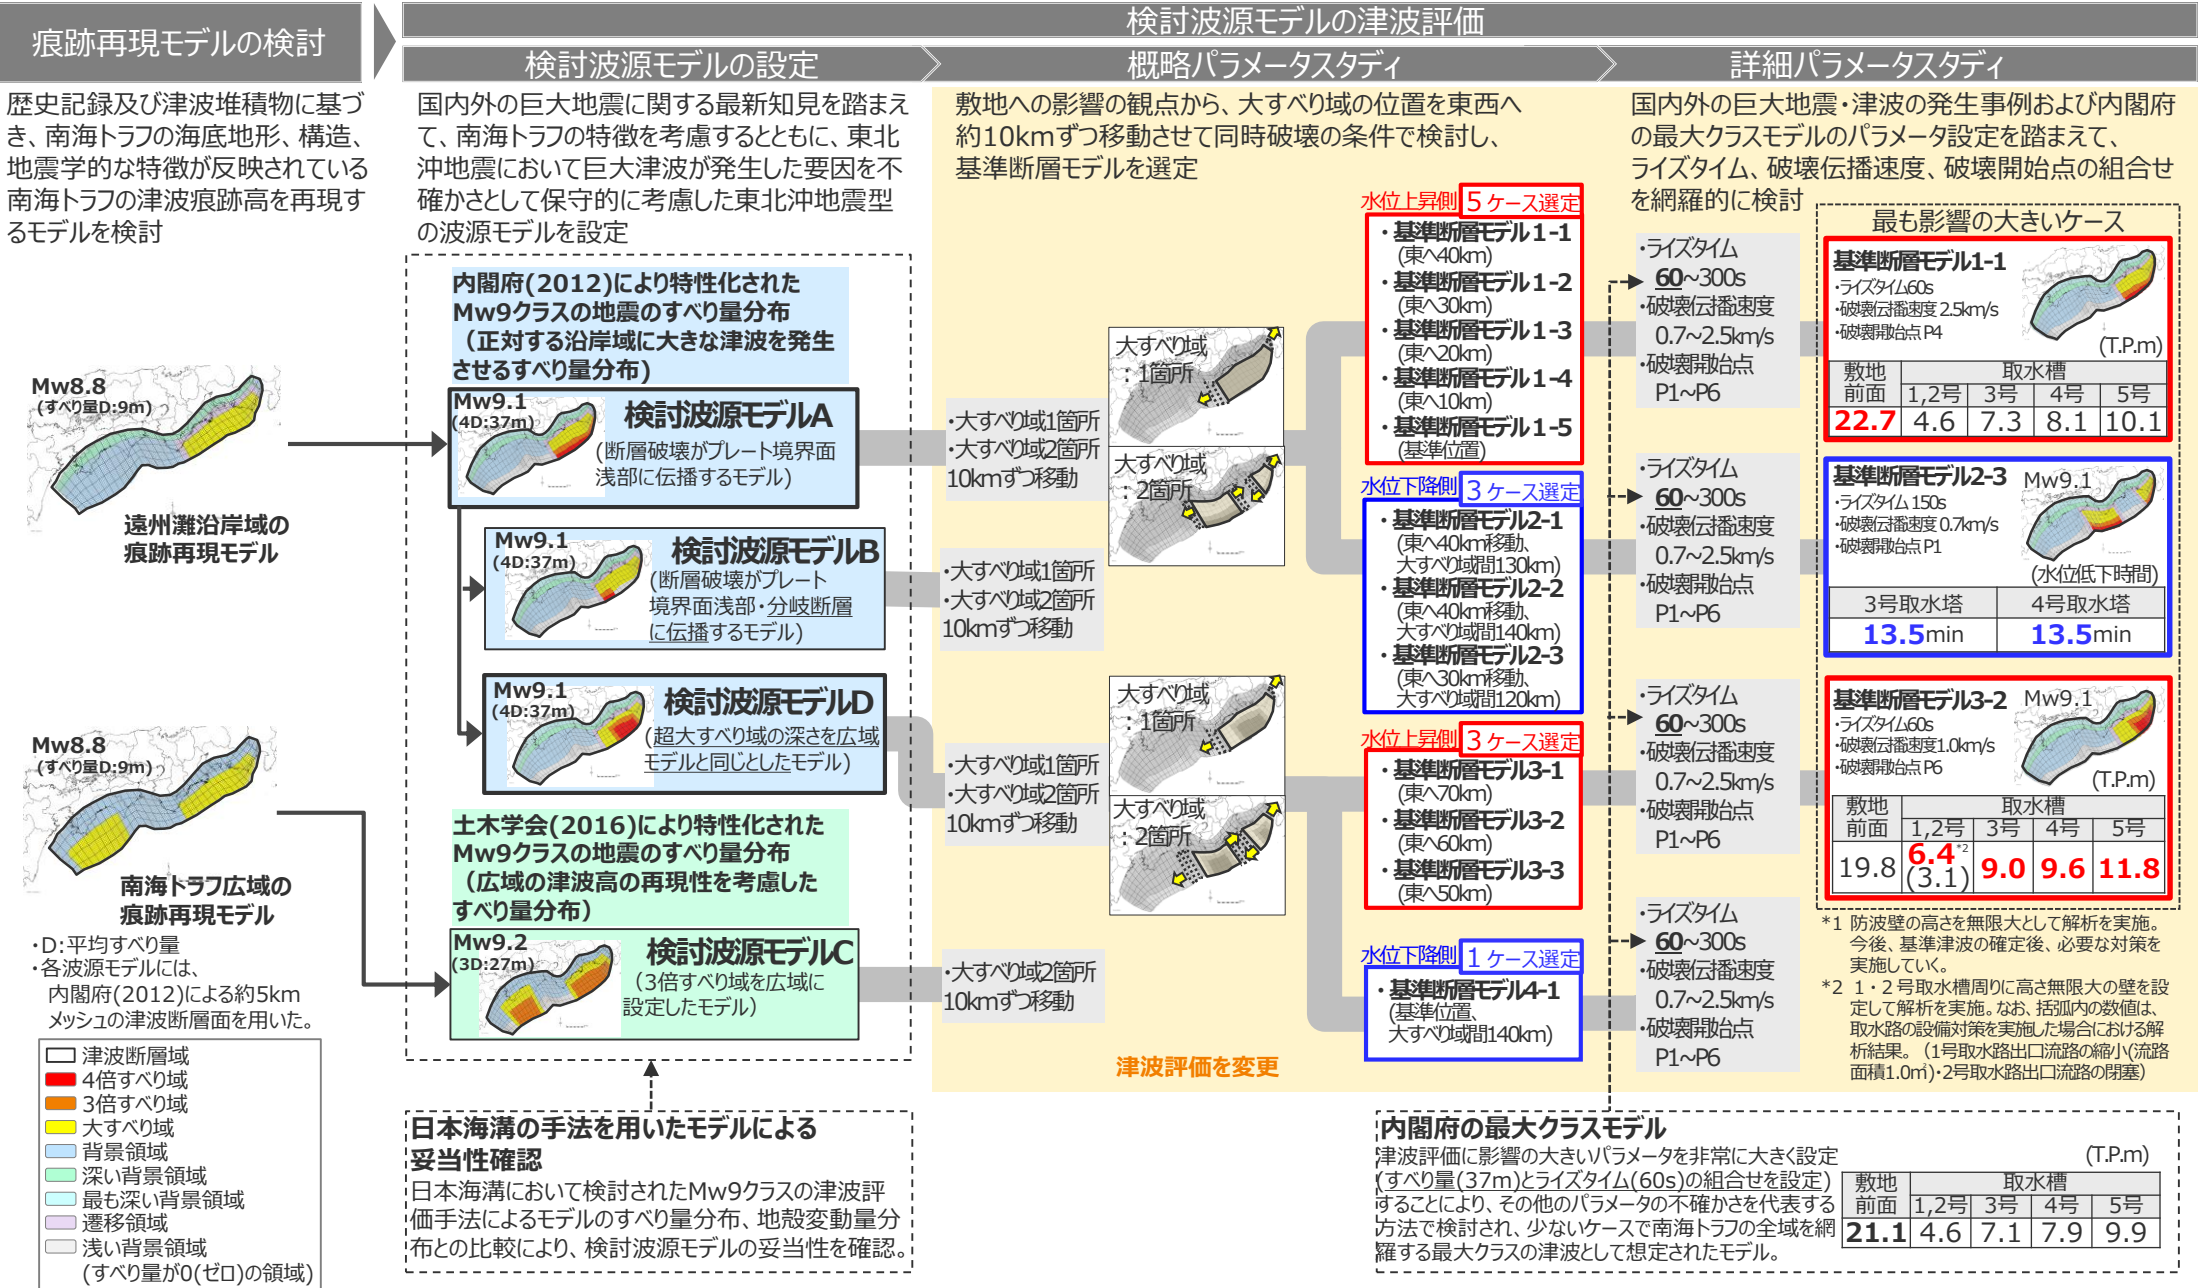 痕跡再現モデルの検討
検討波源モデルの津波評価
検討波源モデルの設定
概略パラメータスタディ
詳細パラメータスタディ
歴史記録及び津波堆積物に基づ
き、南海トラフの海底地形、構造、
地震学的な特徴が反映されている
南海トラフの津波痕跡高を再現す
るモデルを検討
Mw8.8
(すべり量D:9m)
遠州灘沿岸域の
痕跡再現モデル
Mw8.8
(すべり量D:9m)
南海トラフ広域の
痕跡再現モデル
・D:平均すべり量
・各波源モデルには、
内閣府(2012)による約5km
メッシュの津波断層面を用いた。
津波断層域
4倍すべり域
3倍すべり域
大すべり域
背景領域
深い背景領域
最も深い背景領域
遷移領域
浅い背景領域
(すべり量が0(ゼロ)の領域)
国内外の巨大地震に関する最新知見を踏まえ
て、南海トラフの特徴を考慮するとともに、東北
沖地震において巨大津波が発生した要因を不
確かさとして保守的に考慮した東北沖地震型
の波源モデルを設定
内閣府(2012)により特性化された
Mw9クラスの地震のすべり量分布
（正対する沿岸域に大きな津波を発生
させるすべり量分布)
Mw9.1
(4D:37m)
検討波源モデルA
(断層破壊がプレート境界面
浅部に伝播するモデル)
Mw9.1
(4D:37m)
検討波源モデルB
(断層破壊がプレート
境界面浅部・分岐断層
に伝播するモデル)
Mw9.1
(4D:37m)
検討波源モデルD
(超大すべり域の深さを広域
モデルと同じとしたモデル)
土木学会(2016)により特性化された
Mw9クラスの地震のすべり量分布
（広域の津波高の再現性を考慮した
すべり量分布）
Mw9.2
(3D:27m)
検討波源モデルC
（3倍すべり域を広域に
設定したモデル）
日本海溝の手法を用いたモデルによる
妥当性確認
日本海溝において検討されたMw9クラスの津波評
価手法によるモデルのすべり量分布、地殻変動量分
布との比較により、検討波源モデルの妥当性を確認。
敷地への影響の観点から、大すべり域の位置を東西へ
約10kmずつ移動させて同時破壊の条件で検討し、
基準断層モデルを選定
・大すべり域1箇所
・大すべり域2箇所
10kmずつ移動
・大すべり域1箇所
・大すべり域2箇所
10kmずつ移動
・大すべり域1箇所
・大すべり域2箇所
10kmずつ移動
・大すべり域2箇所
10kmずつ移動
大すべり域
：1箇所
大すべり域
：2箇所
大すべり域
：1箇所
大すべり域
：2箇所
津波評価を変更
水位上昇側 5 ケース選定
・基準断層モデル1-1
(東へ40km)
・基準断層モデル1-2
(東へ30km)
・基準断層モデル1-3
(東へ20km)
・基準断層モデル1-4
(東へ10km)
・基準断層モデル1-5
(基準位置)
水位下降側 3 ケース選定
・基準断層モデル2-1
(東へ40km移動、
大すべり域間130km)
・基準断層モデル2-2
(東へ40km移動、
大すべり域間140km)
・基準断層モデル2-3
(東へ30km移動、
大すべり域間120km)
水位上昇側 3 ケース選定
・基準断層モデル3-1
(東へ70km)
・基準断層モデル3-2
(東へ60km)
・基準断層モデル3-3
(東へ50km)
水位下降側 1 ケース選定
・基準断層モデル4-1
(基準位置、
大すべり域間140km)
国内外の巨大地震・津波の発生事例および内閣府
の最大クラスモデルのパラメータ設定を踏まえて、
ライズタイム、破壊伝播速度、破壊開始点の組合せ
を網羅的に検討
・ライズタイム
60~300s
・破壊伝播速度
0.7~2.5km/s
・破壊開始点
P1~P6
・ライズタイム
60~300s
・破壊伝播速度
0.7~2.5km/s
・破壊開始点
P1~P6
・ライズタイム
60~300s
・破壊伝播速度
0.7~2.5km/s
・破壊開始点
P1~P6
・ライズタイム
60~300s
・破壊伝播速度
0.7~2.5km/s
・破壊開始点
P1~P6
最も影響の大きいケース
基準断層モデル1-1
・ライズタイム60s
・破壊伝播速度 2.5km/s
・破壊開始点 P4
(T.P.m)
敷地前面 取水槽
1,2号 3号 4号 5号
22.7 4.6 7.3 8.1 10.1
基準断層モデル2-3 Mw9.1
・ライズタイム 150s
・破壊伝播速度 0.7km/s
・破壊開始点 P1
(水位低下時間)
3号取水塔 4号取水塔
13.5min 13.5min
基準断層モデル3-2 Mw9.1
・ライズタイム60s
・破壊伝播速度1.0km/s
・破壊開始点 P6
(T.P.m)
敷地前面 取水槽
1,2号 3号 4号 5号
19.8 6.4*2 (3.1) 9.0 9.6 11.8
*1 防波壁の高さを無限大として解析を実施。
今後、基準津波の確定後、必要な対策を
実施していく。
*2 1・2号取水槽周りに高さ無限大の壁を設
定して解析を実施。なお、括弧内の数値は、
取水路の設備対策を実施した場合における解
析結果。（1号取水路出口流路の縮小(流路
面積1.0㎡)・2号取水路出口流路の閉塞）
内閣府の最大クラスモデル
津波評価に影響の大きいパラメータを非常に大きく設定
(すべり量(37m)とライズタイム(60s)の組合せを設定)
することにより、その他のパラメータの不確かさを代表する
方法で検討され、少ないケースで南海トラフの全域を網
羅する最大クラスの津波として想定されたモデル。
(T.P.m)
敷地前面 取水槽
1,2号 3号 4号 5号
21.1 4.6 7.1 7.9 9.9